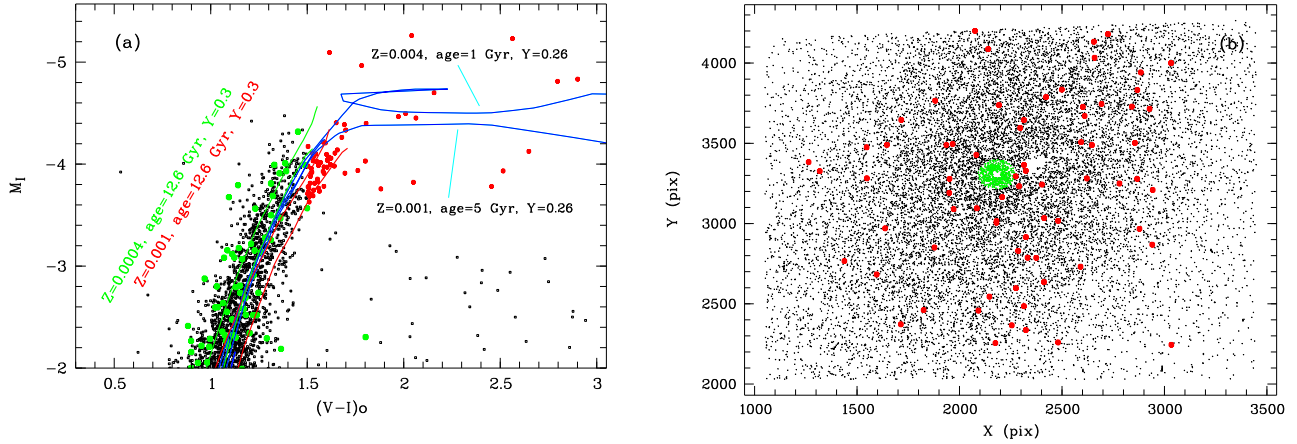 (a)
Z=0.004, age=1 Gyr, Y=0.26
Z=0.001, age=5 Gyr, Y=0.26
Z=0.0004, age=12.6 Gyr, Y=0.3
Z=0.001, age=12.6 Gyr, Y=0.3
M_I
-5
-4
-3
-2
0.5 1 1.5 2 2.5 3
(V-I)o
(b)
Y (pix)
4000
3500
3000
2500
2000
1000 1500 2000 2500 3000 3500
X (pix)